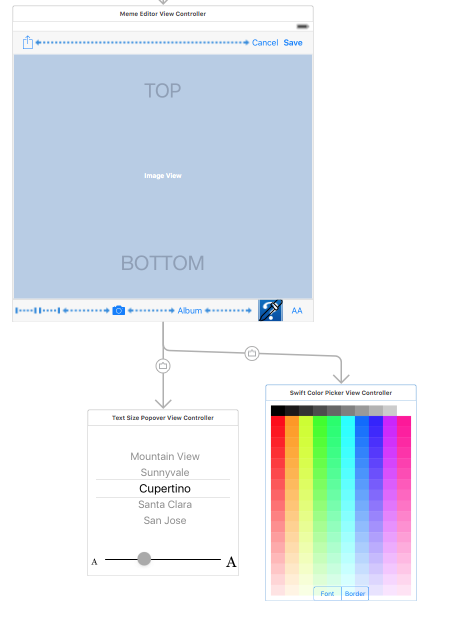 Meme Editor View Controller
Cancel Save
TOP
Image View
BOTTOM
Album AA
Text Size Popover View Controller
Mountain View
Sunnyvale
Cupertino
Santa Clara
San Jose
A A
Swift Color Picker View Controller
Font Border